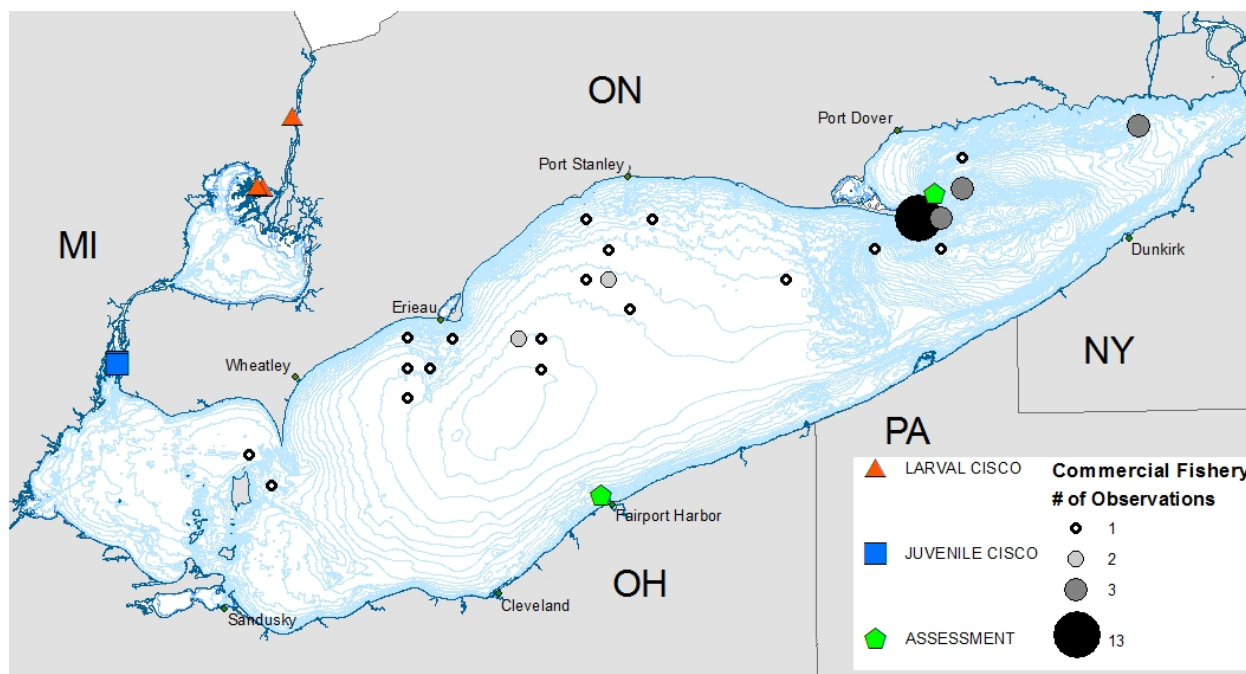 ON
Port Dover
Port Stanley
MI
Dunkirk
Erieau
NY
Wheatley
PA
LARVAL CISCO
Commercial Fishery
# of Observations
1
Fairport Harbor
2
JUVENILE CISCO
OH
3
Cleveland
Sandusky
ASSESSMENT
13